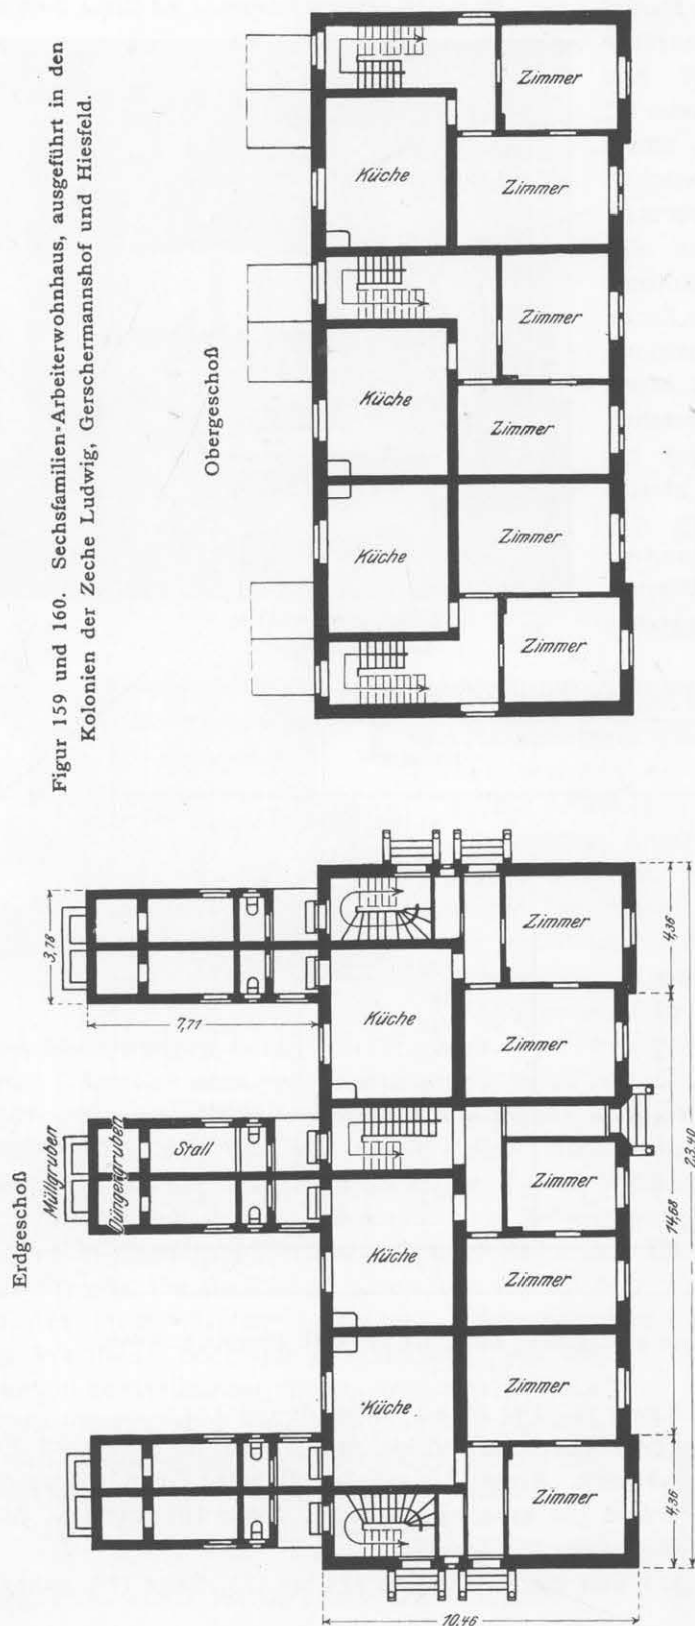 Figur 159 und 160. Sechsfamilien-Arbeiterwohnhaus, ausgeführt in den
Kolonien der Zeche Ludwig, Gerschermannshof und Hiesfeld.
Obergeschoß
Zimmer
Küche
Zimmer
Zimmer
Küche
Zimmer
Küche
Zimmer
Zimmer
Erdgeschoß
3,78
7,71
Müllgruben
Düngergruben
Stall
Zimmer
Küche
Zimmer
Zimmer
Küche
Zimmer
Zimmer
Küche
Zimmer
4,36
14,68
23,40
4,36
10,46